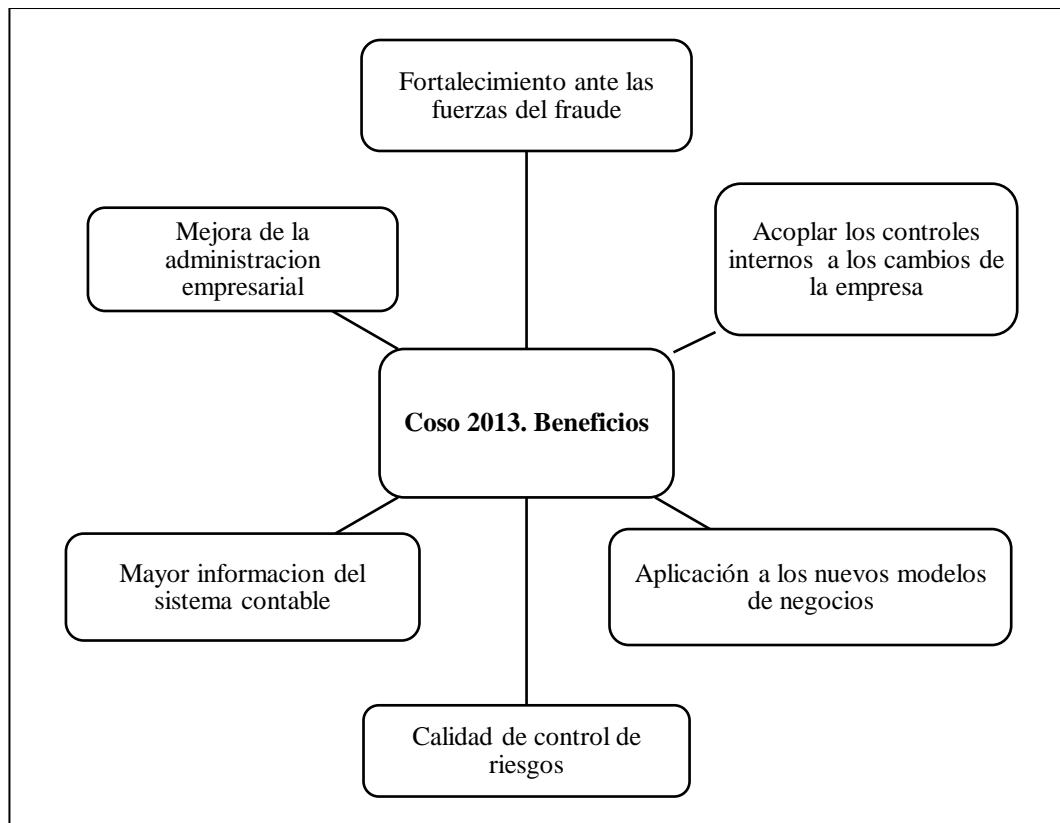 Fortalecimiento ante las
fuerzas del fraude
Mejora de la
administracion
empresarial
Acoplar los controles
internos a los cambios de
la empresa
Coso 2013. Beneficios
Mayor informacion del
sistema contable
Aplicación a los nuevos modelos
de negocios
Calidad de control de
riesgos